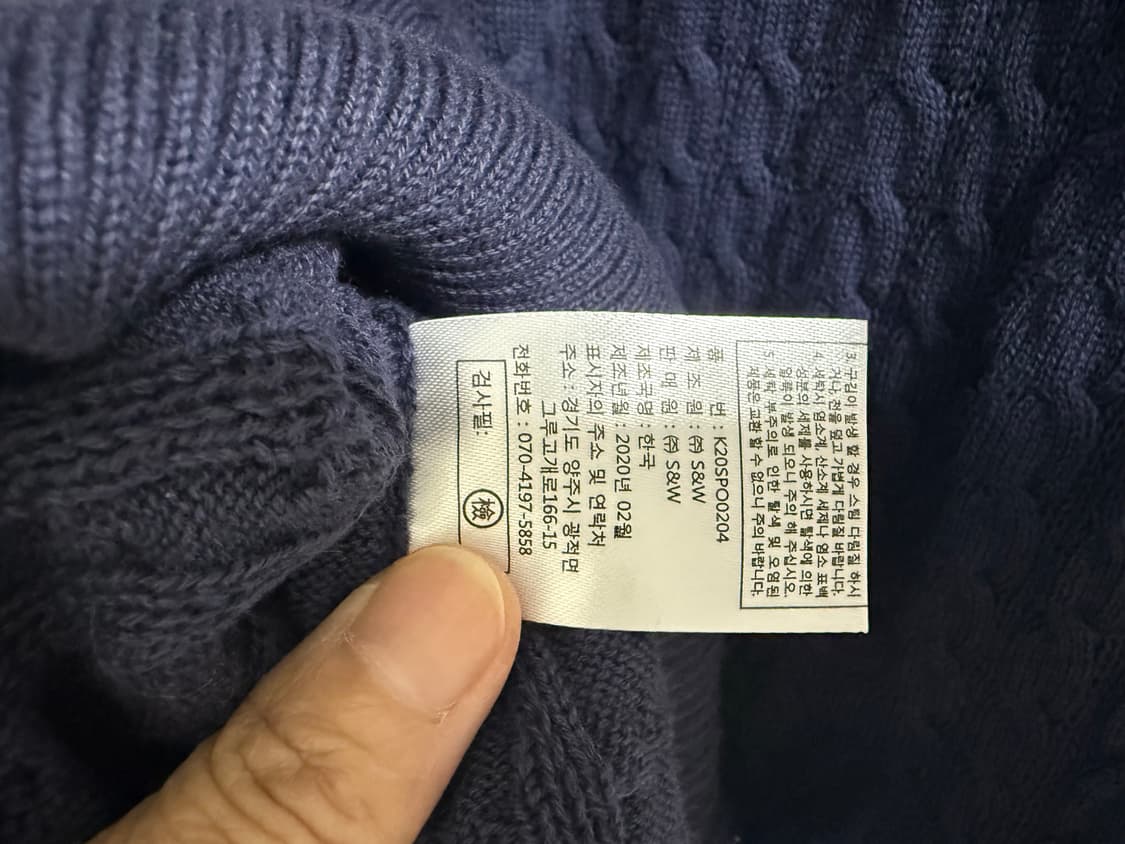 3. 구김이 발생 할 경우 스팀 다림질 하시
거나 천을 덮고 가볍게 다림질 바랍니다.
4. 세탁시 염소계, 산소계 세제나 염소 표백
성분의 세제를 사용하시면 탈색에 의한
얼룩이 발생 되오니 주의 해 주십시오.
5. 세탁 부주의로 인한 탈색 및 오염된
제품은 교환 할 수 없으니 주의 바랍니다.
품 번 : K20SPO0204
제 조 원 : ㈜ S&W
판 매 원 : ㈜ S&W
제조국명 : 한국
제조년월 : 2020년 02월
표시자의 주소 및 연락처
주소 : 경기도 양주시 광적면
그루고개로166-15
전화번호 : 070-4197-5858
검사필: 檢